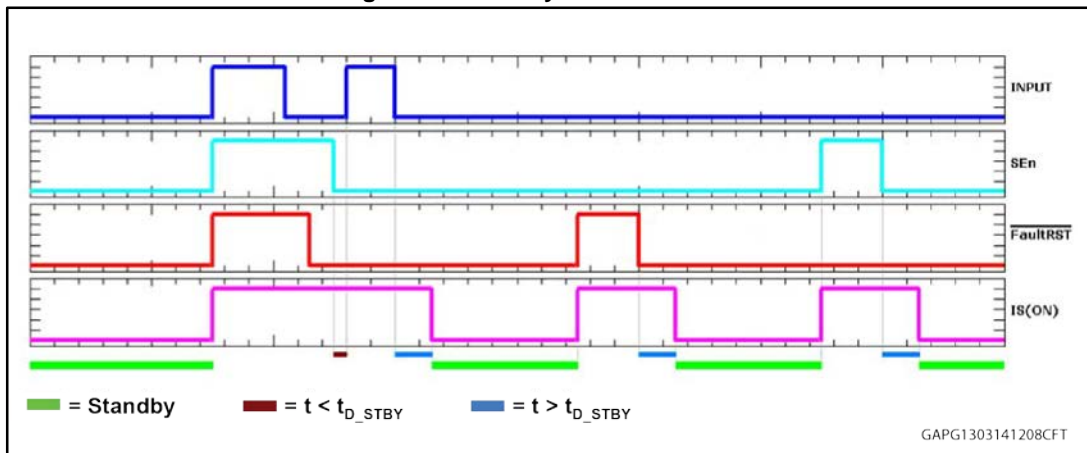 INPUT
SEn
FaultRST
IS(ON)
= Standby
= t < tD_STBY
= t > tD_STBY
GAPG1303141208CFT